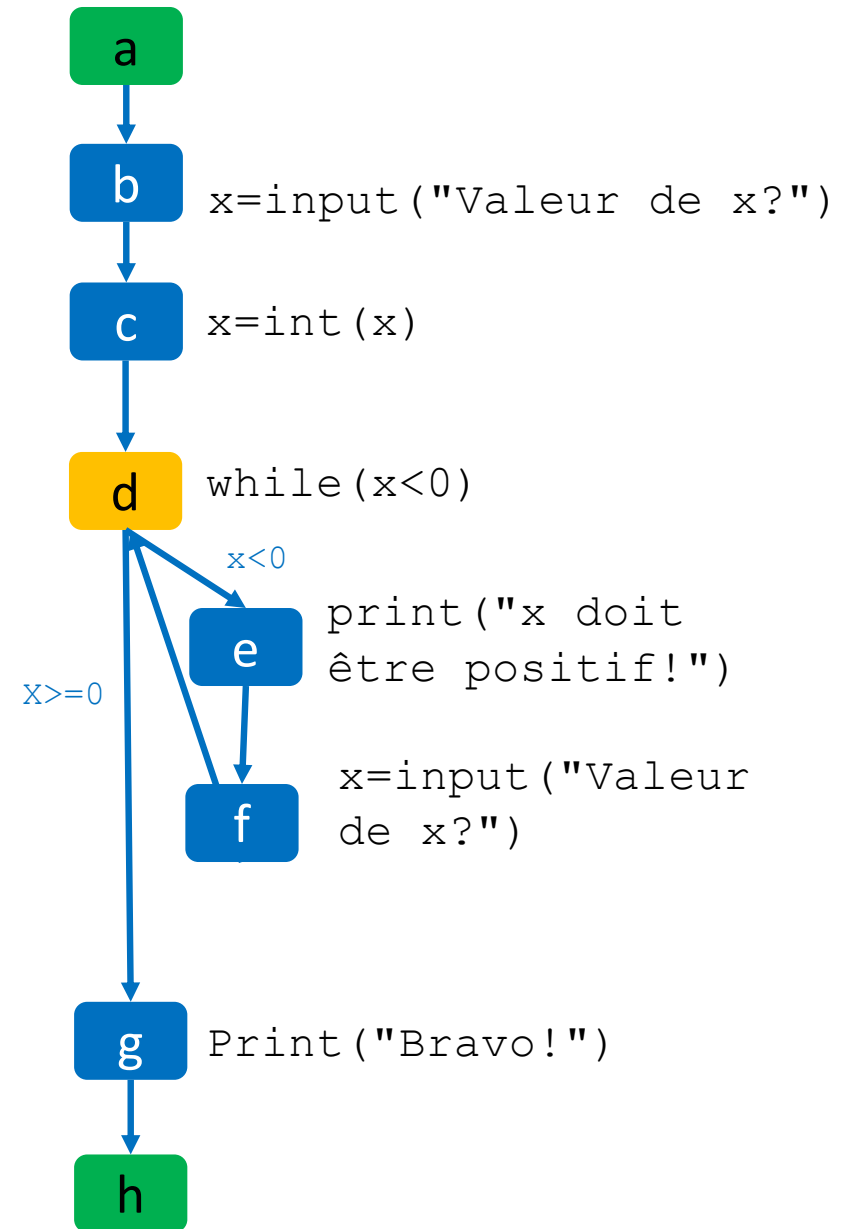 a
b
x=input("Valeur de x?")
c
x=int(x)
d
while(x<0)
x<0
e
print("x doit
être positif!")
X>=0
f
x=input("Valeur
de x?")
g
Print("Bravo!")
h